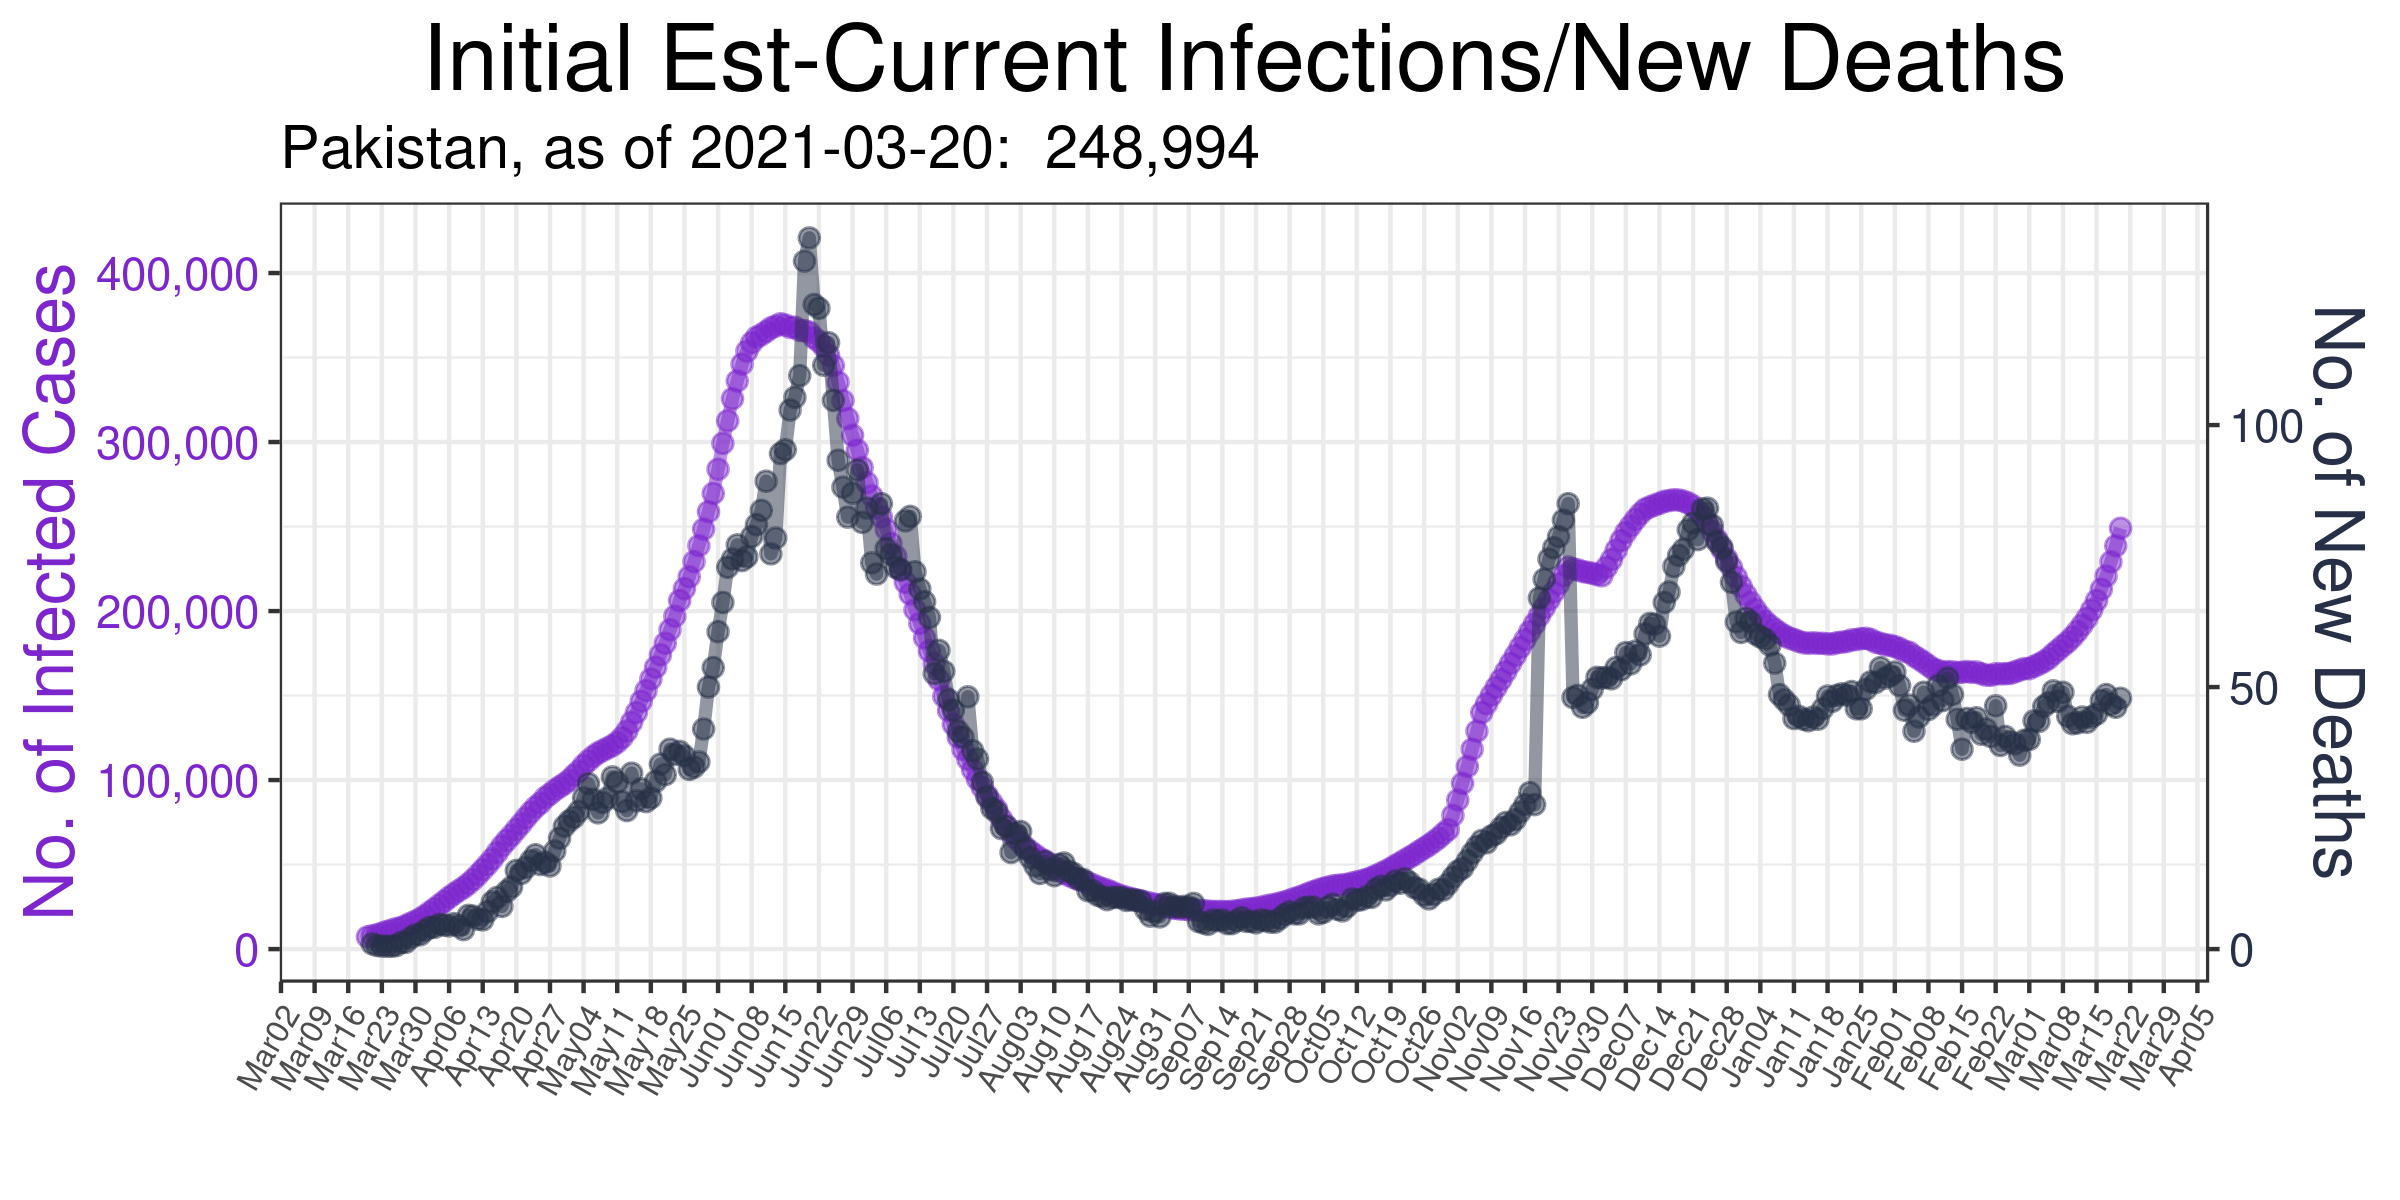 Initial Est-Current Infections/New Deaths
Pakistan, as of 2021-03-20:  248,994
No. of Infected Cases
400,000
300,000
200,000
100,000
0
No. of New Deaths
100
50
0
Mar02
Mar09
Mar16
Mar23
Mar30
Apr06
Apr13
Apr20
Apr27
May04
May11
May18
May25
Jun01
Jun08
Jun15
Jun22
Jun29
Jul06
Jul13
Jul20
Jul27
Aug03
Aug10
Aug17
Aug24
Aug31
Sep07
Sep14
Sep21
Sep28
Oct05
Oct12
Oct19
Oct26
Nov02
Nov09
Nov16
Nov23
Nov30
Dec07
Dec14
Dec21
Dec28
Jan04
Jan11
Jan18
Jan25
Feb01
Feb08
Feb15
Feb22
Mar01
Mar08
Mar15
Mar22
Mar29
Apr05